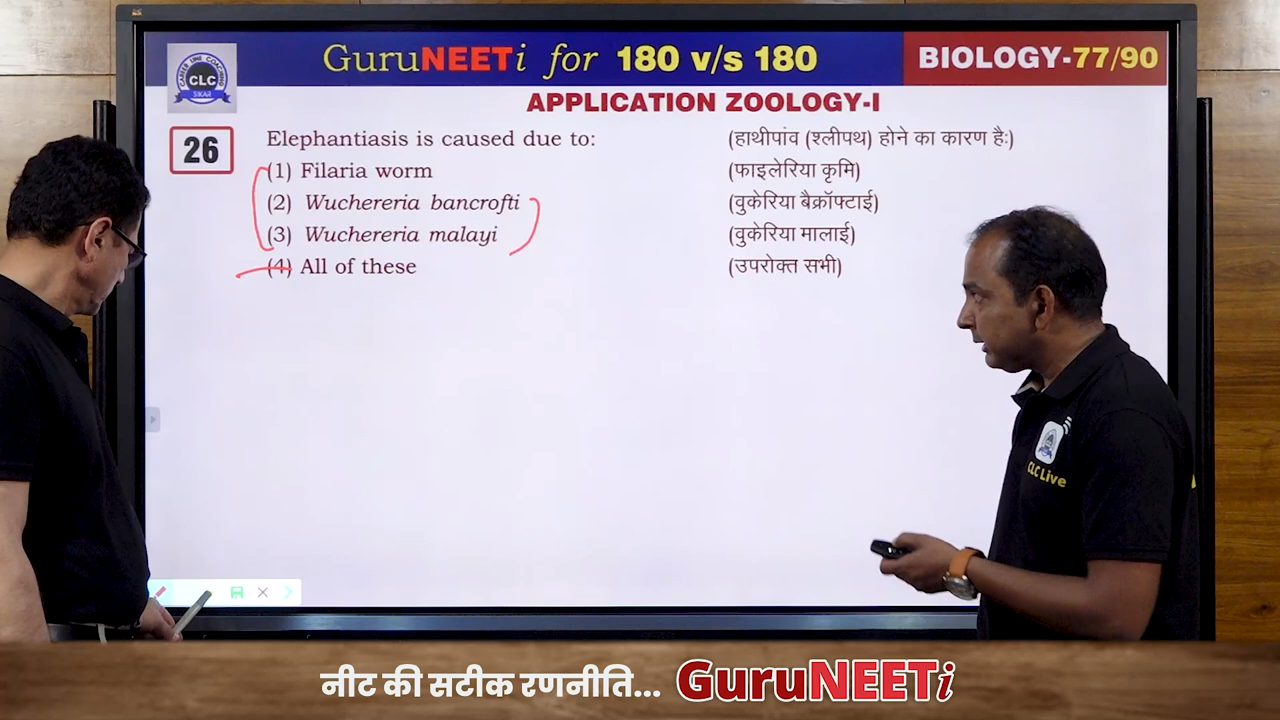 GuruNEETi for 180 v/s 180
BIOLOGY-77/90
CLC
SIKAR
APPLICATION ZOOLOGY-I
26
Elephantiasis is caused due to: (हाथीपांव (श्लीपथ) होने का कारण है:)
(1) Filaria worm (फाइलेरिया कृमि)
(2) Wuchereria bancrofti (वुकेरिया बैक्रॉफ्टाई)
(3) Wuchereria malayi (वुकेरिया मालाई)
(4) All of these (उपरोक्त सभी)
CLC Live
नीट की सटीक रणनीति... GuruNEETi